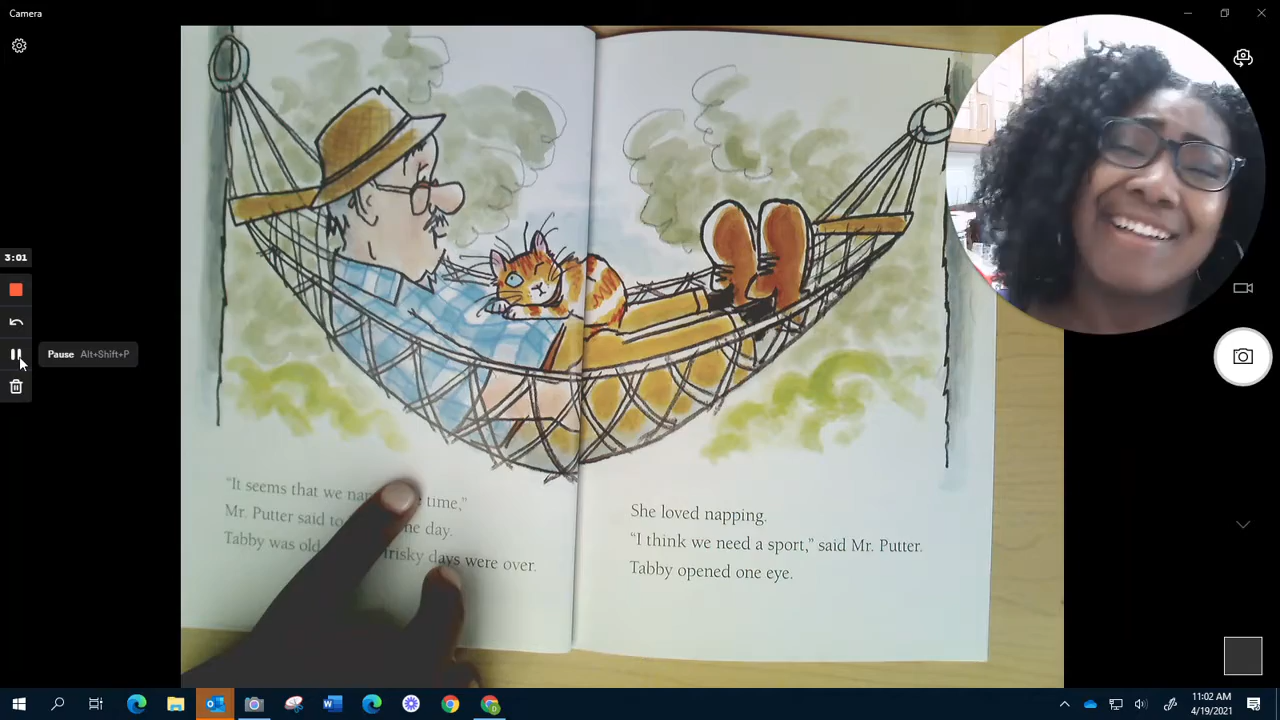 Camera
3:01
Pause Alt+Shift+P
"It seems that we nap time,"
Mr. Putter said to one day.
Tabby was old frisky days were over.
She loved napping.
"I think we need a sport," said Mr. Putter.
Tabby opened one eye.
11:02 AM
4/19/2021